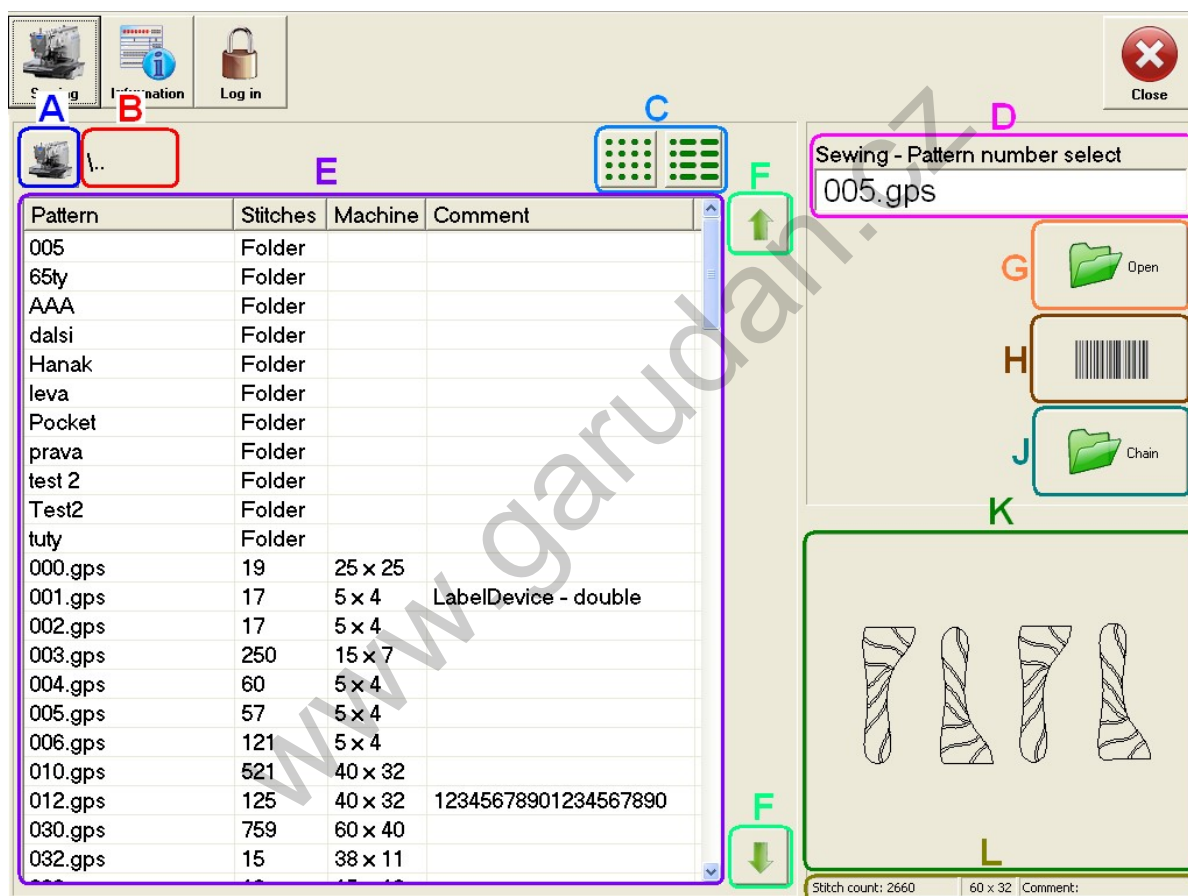 Sewing Information Log in Close
A B C D
\..
Sewing - Pattern number select
005.gps
E F
Pattern Stitches Machine Comment
005 Folder
65ty Folder
AAA Folder
dalsi Folder
Hanak Folder
leva Folder
Pocket Folder
prava Folder
test 2 Folder
Test2 Folder
tuty Folder
000.gps 19 25 x 25
001.gps 17 5 x 4 LabelDevice - double
002.gps 17 5 x 4
003.gps 250 15 x 7
004.gps 60 5 x 4
005.gps 57 5 x 4
006.gps 121 5 x 4
010.gps 521 40 x 32
012.gps 125 40 x 32 12345678901234567890
030.gps 759 60 x 40
032.gps 15 38 x 11
F
G Open
H
J Chain
K
L
Stitch count: 2660 60 x 32 Comment:
www.garudan.cz